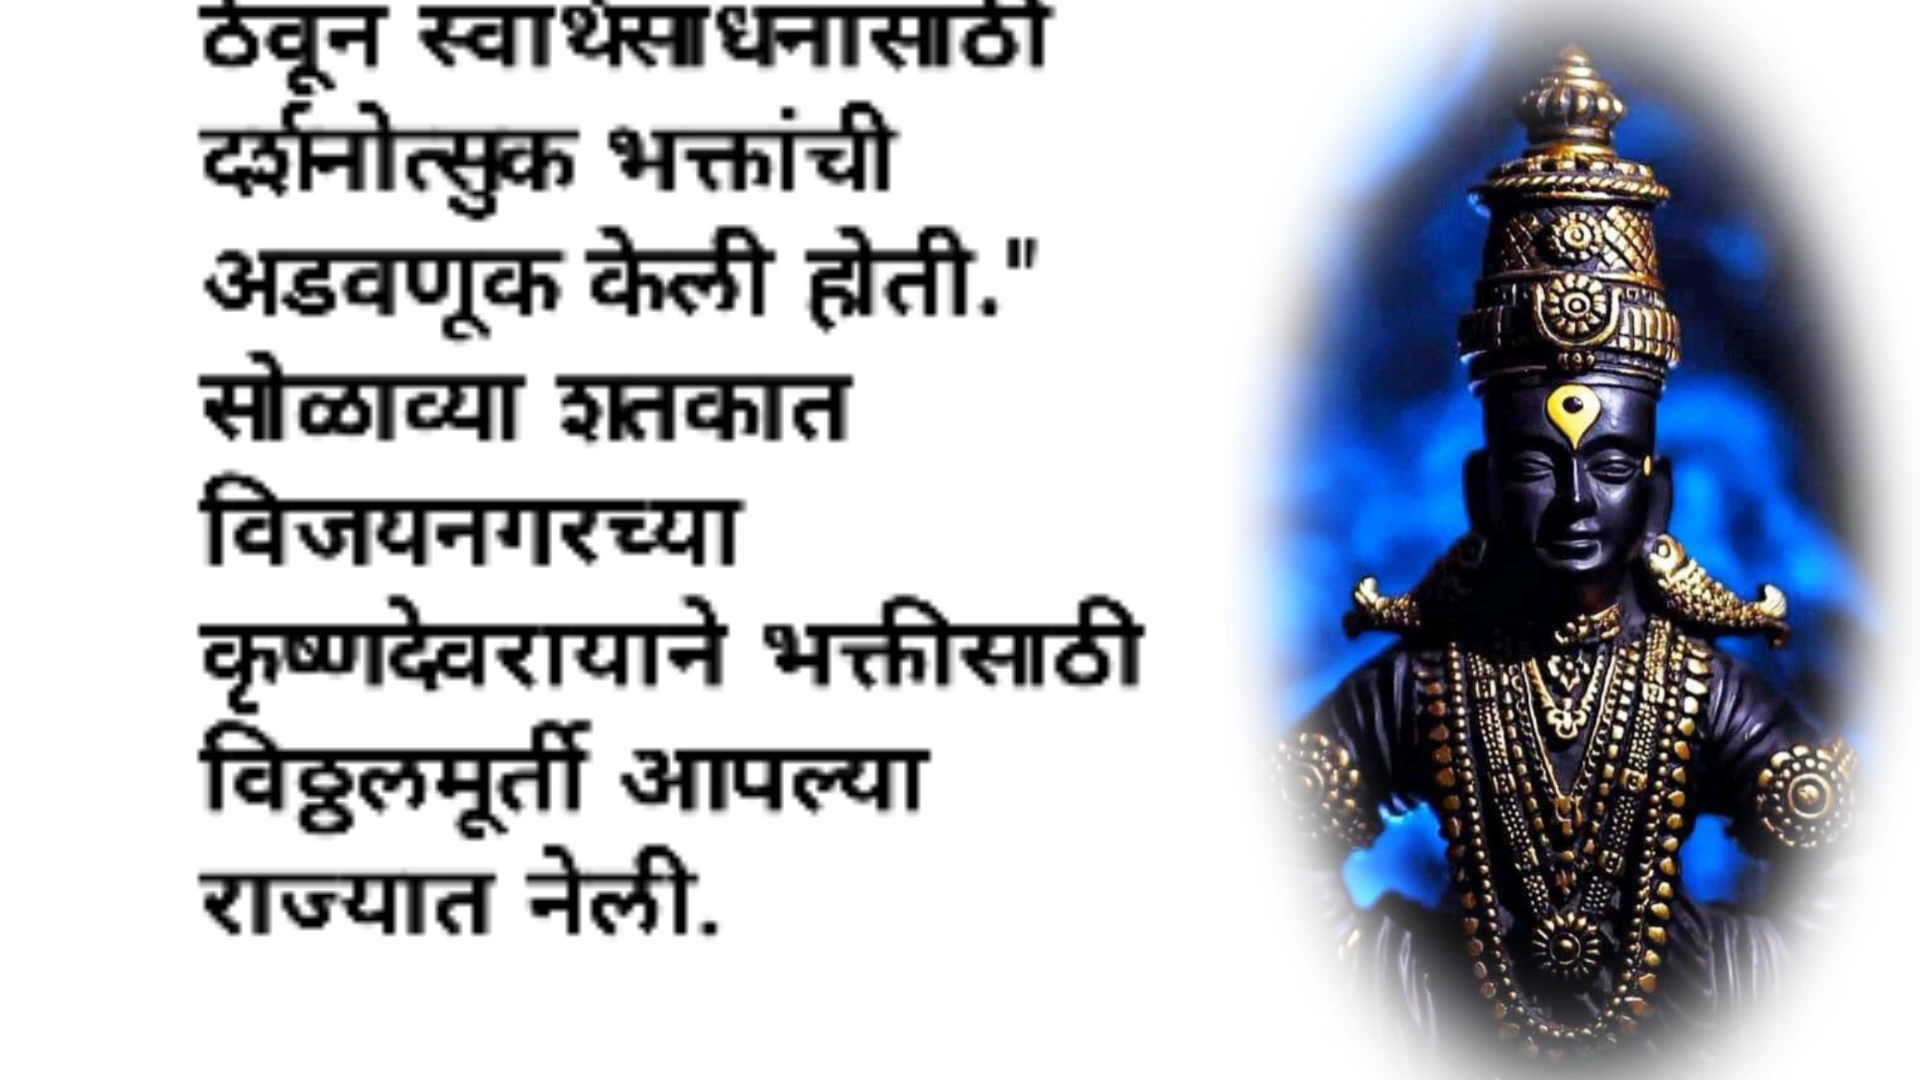 ठेवून स्वार्थसाधनासाठी
दर्शनोत्सुक भक्तांची
अडवणूक केली होती."
सोळाव्या शतकात
विजयनगरच्या
कृष्णदेवरायाने भक्तीसाठी
विठ्ठलमूर्ती आपल्या
राज्यात नेली.